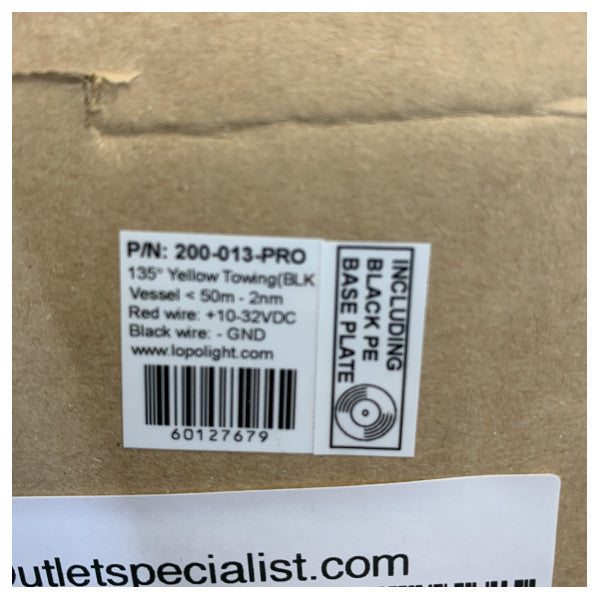 P/N: 200-013-PRO
135° Yellow Towing(BLK
Vessel < 50m - 2nm
Red wire: +10-32VDC
Black wire: - GND
www.lopolight.com
60127679
INCLUDING
BLACK PE
BASE PLATE
outletspecialist.com